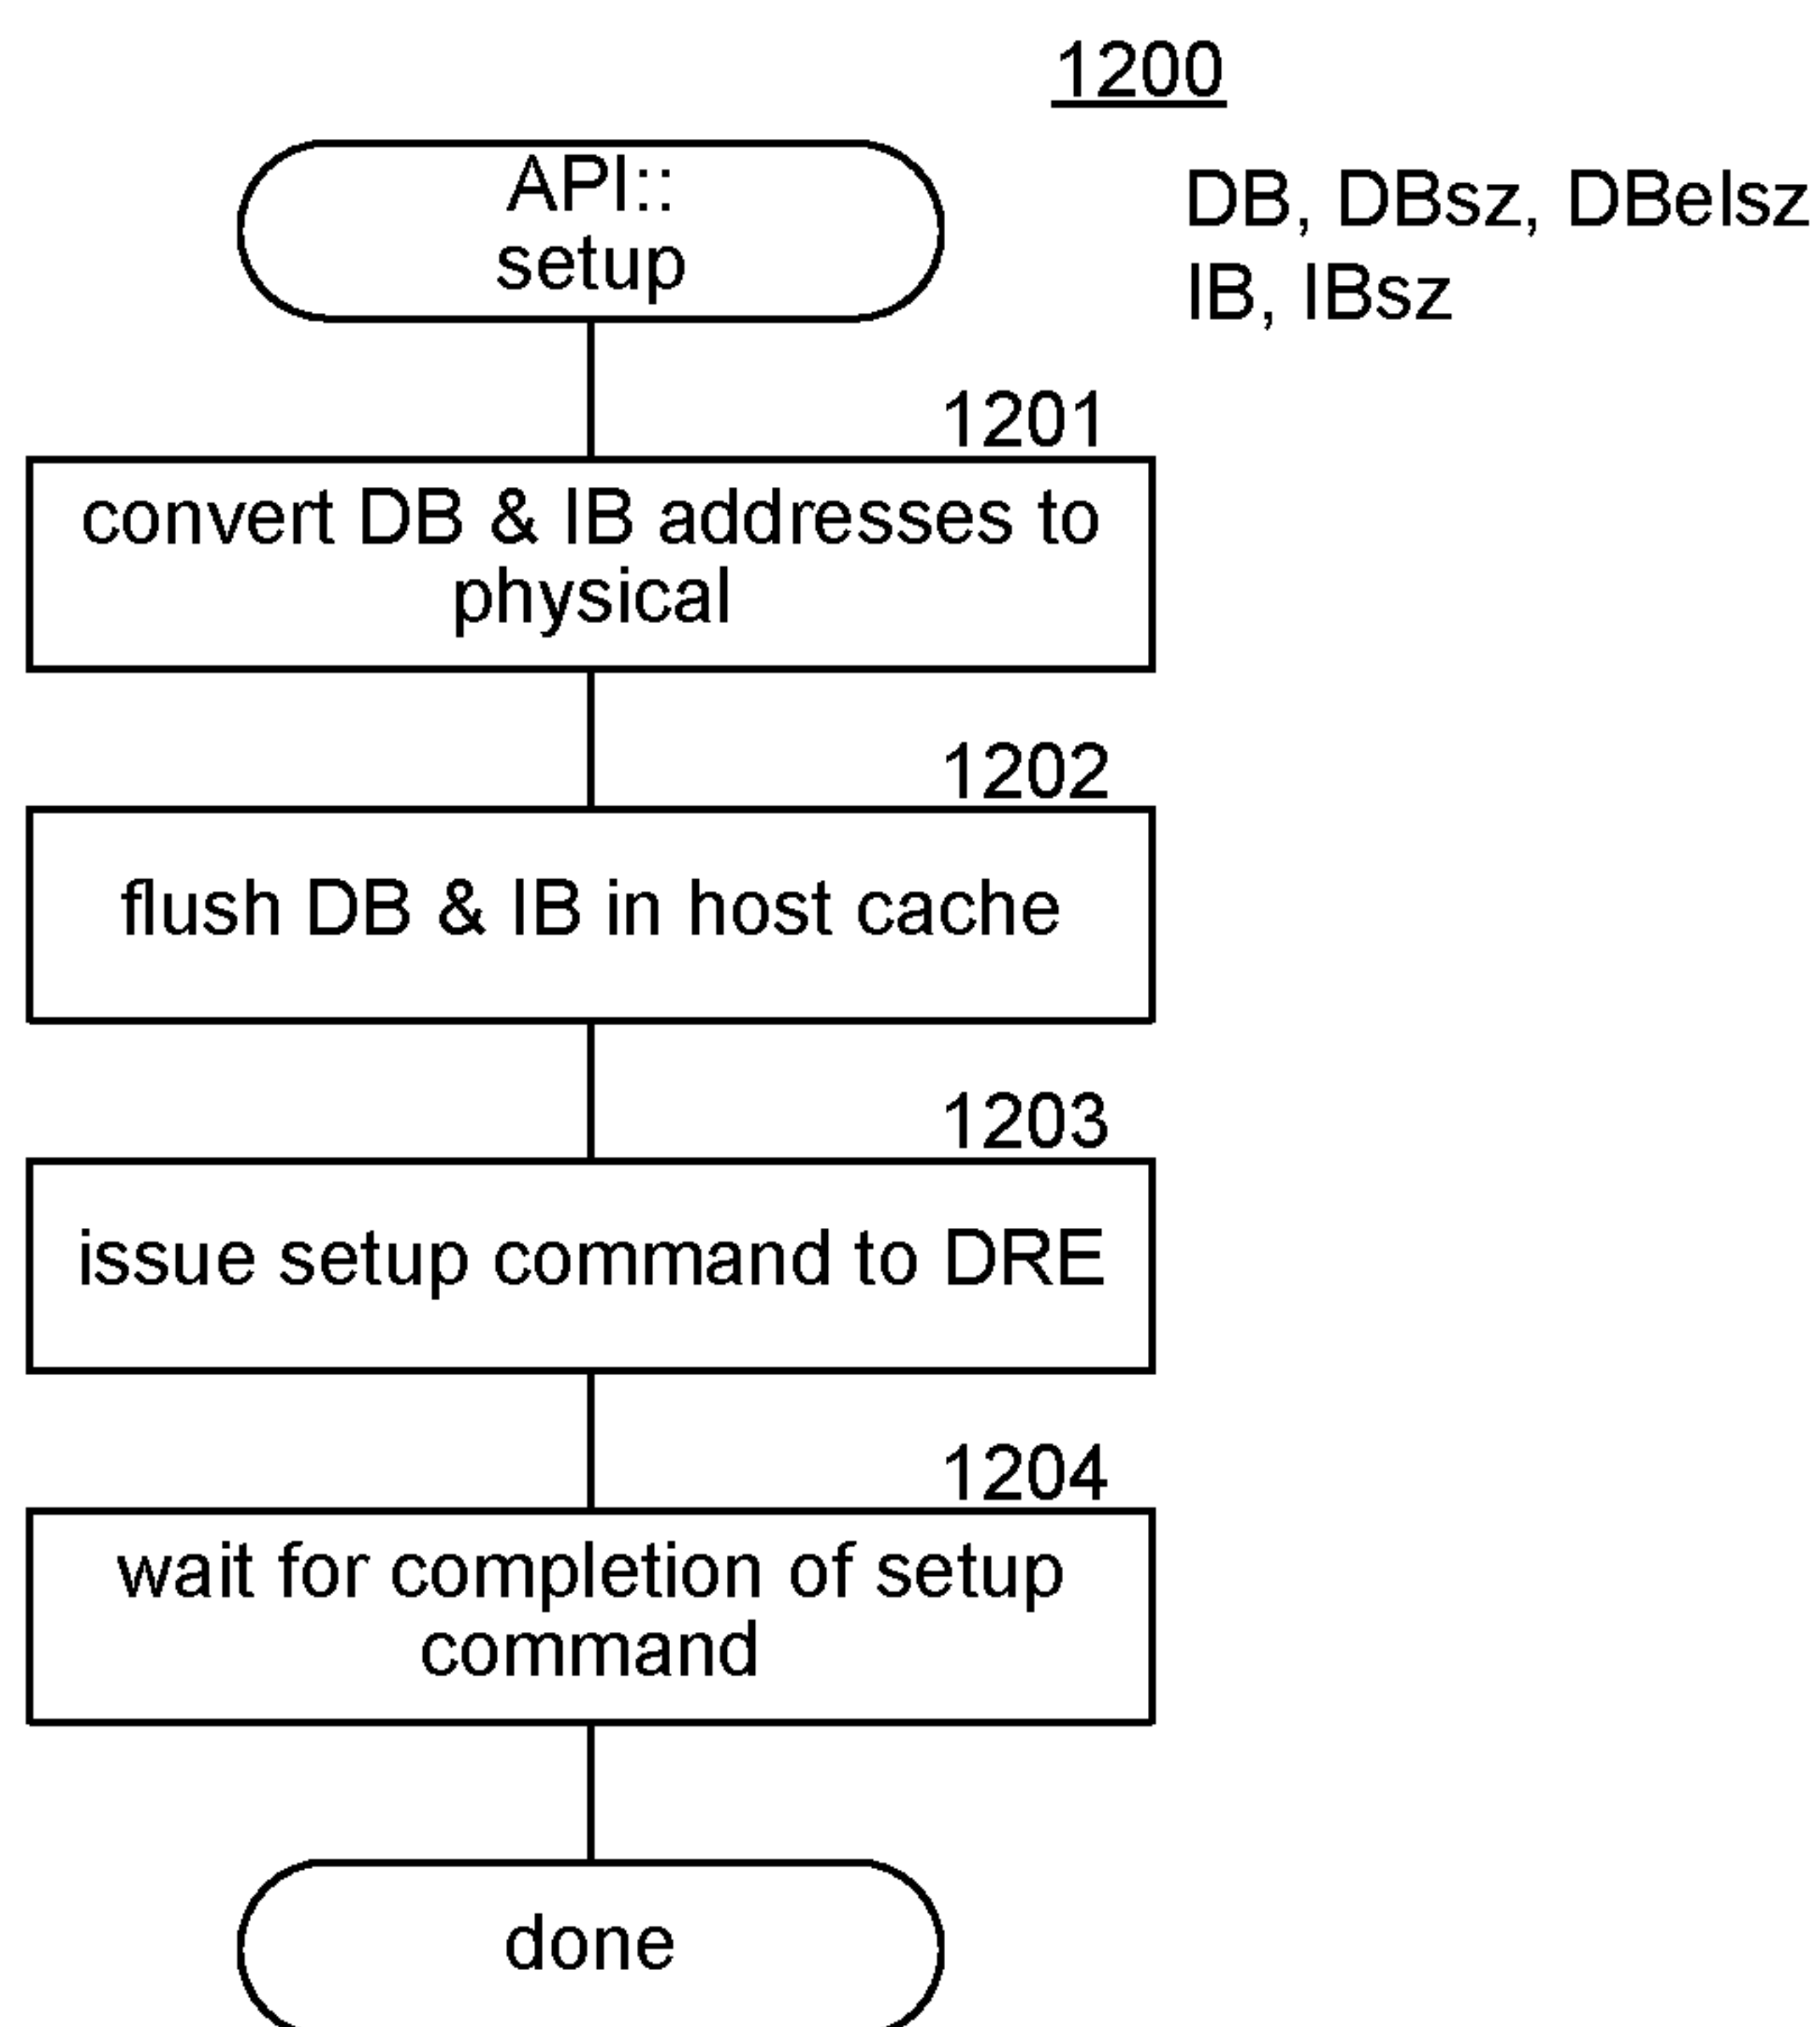 1200
API::
setup
DB, DBsz, DBelsz
IB, IBsz
1201
convert DB & IB addresses to
physical
1202
flush DB & IB in host cache
1203
issue setup command to DRE
1204
wait for completion of setup
command
done